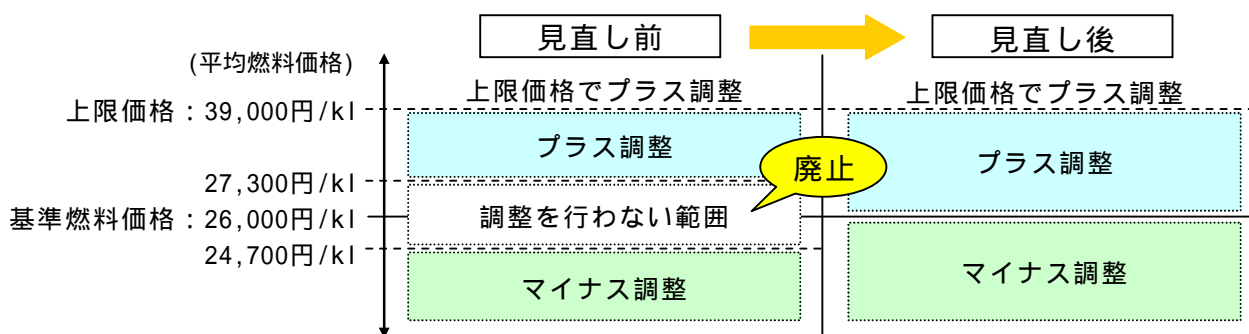 見直し前
見直し後
(平均燃料価格)
上限価格でプラス調整
上限価格でプラス調整
上限価格：39,000円/kl
プラス調整
プラス調整
廃止
27,300円/kl
基準燃料価格：26,000円/kl
調整を行わない範囲
24,700円/kl
マイナス調整
マイナス調整